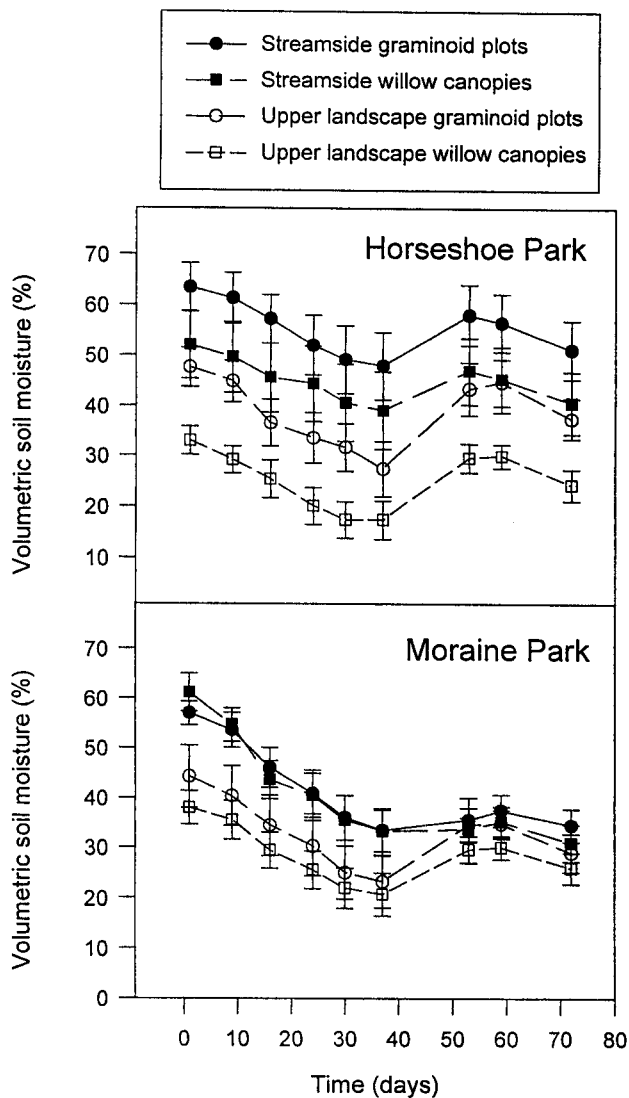 Streamside graminoid plots
Streamside willow canopies
Upper landscape graminoid plots
Upper landscape willow canopies
Horseshoe Park
Volumetric soil moisture (%)
70
60
50
40
30
20
10
Moraine Park
Volumetric soil moisture (%)
70
60
50
40
30
20
10
0
0 10 20 30 40 50 60 70 80
Time (days)